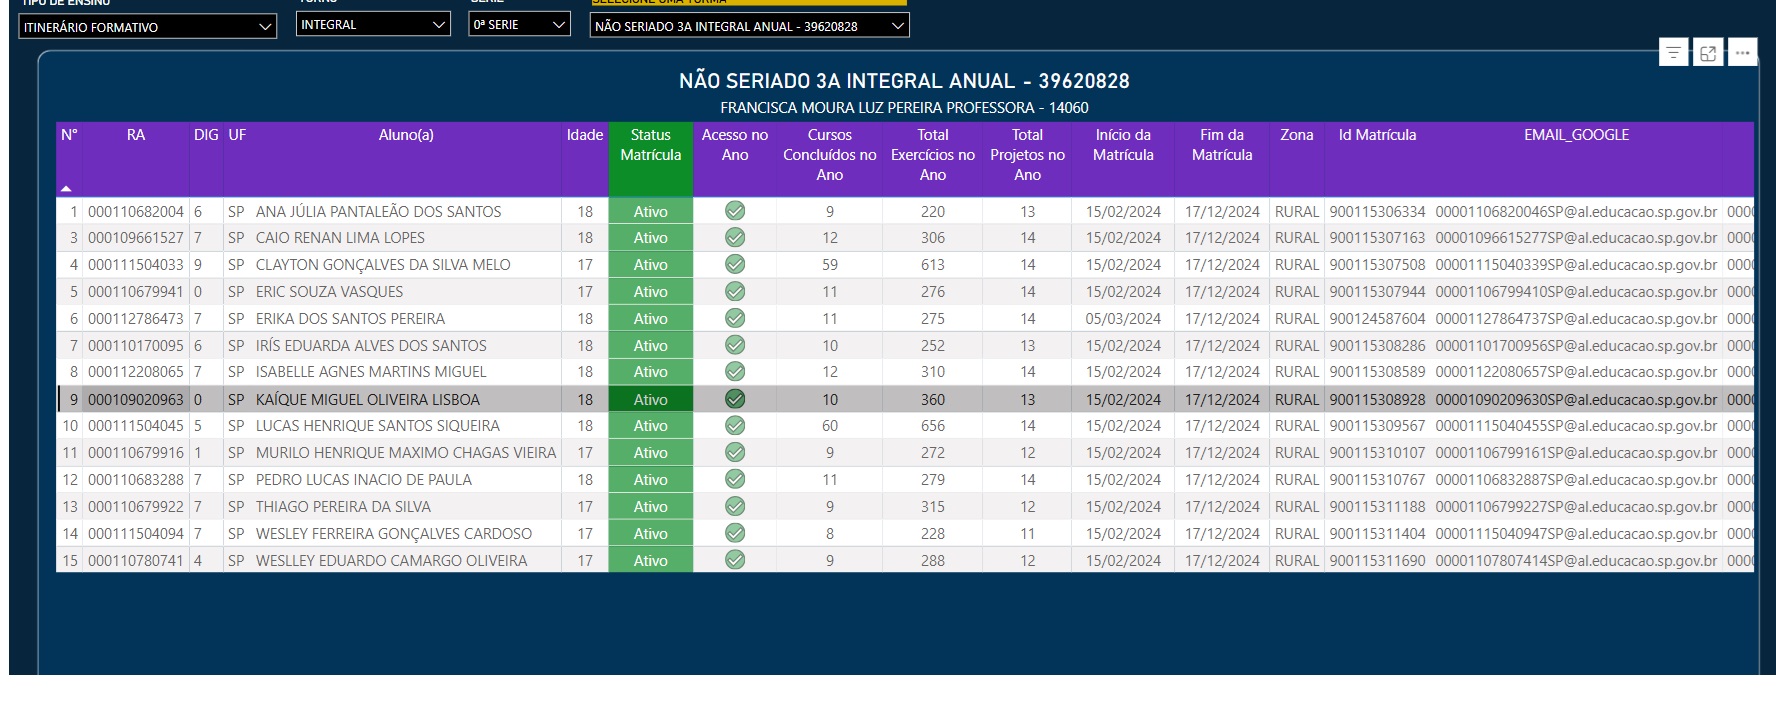 TIPO DE ENSINO TURNO SÉRIE SELECIONE UMA TURMA
ITINERÁRIO FORMATIVO INTEGRAL 0ª SERIE NÃO SERIADO 3A INTEGRAL ANUAL - 39620828
NÃO SERIADO 3A INTEGRAL ANUAL - 39620828
FRANCISCA MOURA LUZ PEREIRA PROFESSORA - 14060
N° RA DIG UF Aluno(a) Idade Status Matrícula Acesso no Ano Cursos Concluídos no Ano Total Exercícios no Ano Total Projetos no Ano Início da Matrícula Fim da Matrícula Zona Id Matrícula EMAIL_GOOGLE
1 000110682004 6 SP ANA JÚLIA PANTALEÃO DOS SANTOS 18 Ativo 9 220 13 15/02/2024 17/12/2024 RURAL 900115306334 00001106820046SP@al.educacao.sp.gov.br 0000
3 000109661527 7 SP CAIO RENAN LIMA LOPES 18 Ativo 12 306 14 15/02/2024 17/12/2024 RURAL 900115307163 00001096615277SP@al.educacao.sp.gov.br 0000
4 000111504033 9 SP CLAYTON GONÇALVES DA SILVA MELO 17 Ativo 59 613 14 15/02/2024 17/12/2024 RURAL 900115307508 00001115040339SP@al.educacao.sp.gov.br 0000
5 000110679941 0 SP ERIC SOUZA VASQUES 17 Ativo 11 276 14 15/02/2024 17/12/2024 RURAL 900115307944 00001106799410SP@al.educacao.sp.gov.br 0000
6 000112786473 7 SP ERIKA DOS SANTOS PEREIRA 18 Ativo 11 275 14 05/03/2024 17/12/2024 RURAL 900124587604 00001127864737SP@al.educacao.sp.gov.br 0000
7 000110170095 6 SP IRÍS EDUARDA ALVES DOS SANTOS 18 Ativo 10 252 13 15/02/2024 17/12/2024 RURAL 900115308286 00001101700956SP@al.educacao.sp.gov.br 0000
8 000112208065 7 SP ISABELLE AGNES MARTINS MIGUEL 18 Ativo 12 310 14 15/02/2024 17/12/2024 RURAL 900115308589 00001122080657SP@al.educacao.sp.gov.br 0000
9 000109020963 0 SP KAÍQUE MIGUEL OLIVEIRA LISBOA 18 Ativo 10 360 13 15/02/2024 17/12/2024 RURAL 900115308928 00001090209630SP@al.educacao.sp.gov.br 0000
10 000111504045 5 SP LUCAS HENRIQUE SANTOS SIQUEIRA 18 Ativo 60 656 14 15/02/2024 17/12/2024 RURAL 900115309567 00001115040455SP@al.educacao.sp.gov.br 0000
11 000110679916 1 SP MURILO HENRIQUE MAXIMO CHAGAS VIEIRA 17 Ativo 9 272 12 15/02/2024 17/12/2024 RURAL 900115310107 00001106799161SP@al.educacao.sp.gov.br 0000
12 000110683288 7 SP PEDRO LUCAS INACIO DE PAULA 18 Ativo 11 279 14 15/02/2024 17/12/2024 RURAL 900115310767 00001106832887SP@al.educacao.sp.gov.br 0000
13 000110679922 7 SP THIAGO PEREIRA DA SILVA 17 Ativo 9 315 12 15/02/2024 17/12/2024 RURAL 900115311188 00001106799227SP@al.educacao.sp.gov.br 0000
14 000111504094 7 SP WESLEY FERREIRA GONÇALVES CARDOSO 17 Ativo 8 228 11 15/02/2024 17/12/2024 RURAL 900115311404 00001115040947SP@al.educacao.sp.gov.br 0000
15 000110780741 4 SP WESLLEY EDUARDO CAMARGO OLIVEIRA 17 Ativo 9 288 12 15/02/2024 17/12/2024 RURAL 900115311690 00001107807414SP@al.educacao.sp.gov.br 0000